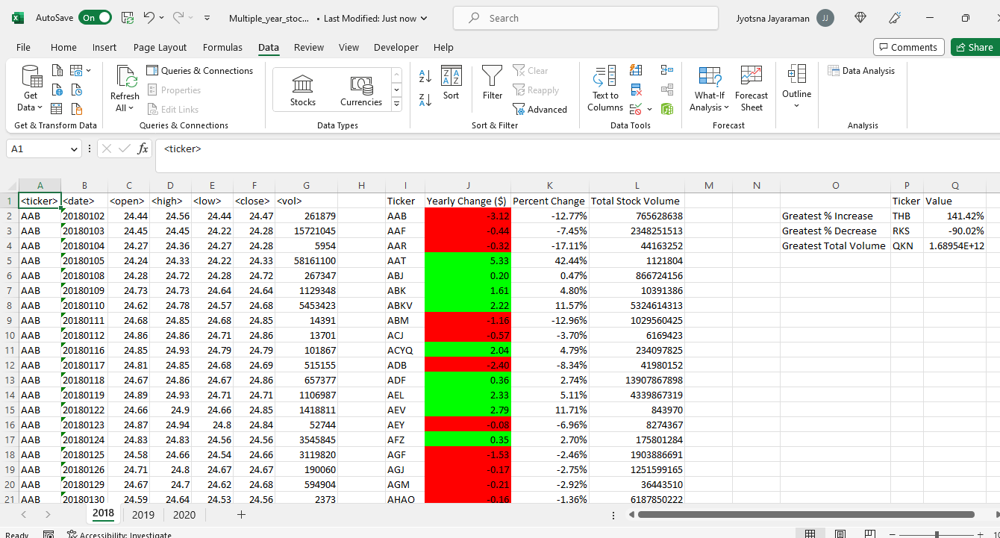 AutoSave On Multiple_year_stoc... • Last Modified: Just now Search Jyotsna Jayaraman JJ
File Home Insert Page Layout Formulas Data Review View Developer Help Comments Share
Get Data Refresh All Queries & Connections Properties Edit Links Stocks Currencies Sort Filter Clear Reapply Advanced Text to Columns What-If Analysis Forecast Sheet Outline Data Analysis
Get & Transform Data Queries & Connections Data Types Sort & Filter Data Tools Forecast Analysis
A1 fx <ticker>
A B C D E F G H I J K L M N O P Q
1 <ticker> <date> <open> <high> <low> <close> <vol> Ticker Yearly Change ($) Percent Change Total Stock Volume Ticker Value
2 AAB 20180102 24.44 24.56 24.44 24.47 261879 AAB -3.12 -12.77% 765628638 Greatest % Increase THB 141.42%
3 AAB 20180103 24.45 24.45 24.22 24.28 15721045 AAF -0.44 -7.45% 2348251513 Greatest % Decrease RKS -90.02%
4 AAB 20180104 24.27 24.36 24.27 24.28 5954 AAR -0.32 -17.11% 44163252 Greatest Total Volume QKN 1.68954E+12
5 AAB 20180105 24.24 24.33 24.22 24.33 58161100 AAT 5.33 42.44% 1121804
6 AAB 20180108 24.28 24.72 24.28 24.72 267347 ABJ 0.20 0.47% 866724156
7 AAB 20180109 24.73 24.73 24.64 24.64 1129348 ABK 1.61 4.80% 10391386
8 AAB 20180110 24.62 24.78 24.57 24.68 5453423 ABKV 2.22 11.57% 5324614313
9 AAB 20180111 24.68 24.85 24.68 24.85 14391 ABM -1.16 -12.96% 1029560425
10 AAB 20180112 24.86 24.86 24.71 24.86 13701 ACJ -0.57 -3.70% 6169423
11 AAB 20180116 24.85 24.93 24.79 24.79 101867 ACYQ 2.04 4.79% 234097825
12 AAB 20180117 24.81 24.85 24.68 24.69 515155 ADB -2.40 -8.34% 41980152
13 AAB 20180118 24.67 24.86 24.67 24.86 657377 ADF 0.36 2.74% 13907867898
14 AAB 20180119 24.89 24.93 24.71 24.71 1106987 AEL 2.33 5.11% 4339867319
15 AAB 20180122 24.66 24.9 24.66 24.85 1418811 AEV 2.79 11.71% 843970
16 AAB 20180123 24.87 24.94 24.8 24.84 52744 AEY -0.08 -6.96% 8274367
17 AAB 20180124 24.83 24.83 24.56 24.56 3545845 AFZ 0.35 2.70% 175801284
18 AAB 20180125 24.58 24.66 24.54 24.66 3119820 AGF -1.53 -2.46% 1903886691
19 AAB 20180126 24.71 24.8 24.67 24.67 190060 AGJ -0.17 -2.75% 1251599165
20 AAB 20180129 24.67 24.7 24.62 24.68 594904 AGM -0.21 -2.92% 36443510
21 AAB 20180130 24.59 24.64 24.53 24.56 2373 AHAO -0.16 -1.36% 6187850222
2018 2019 2020
Ready Accessibility: Investigate